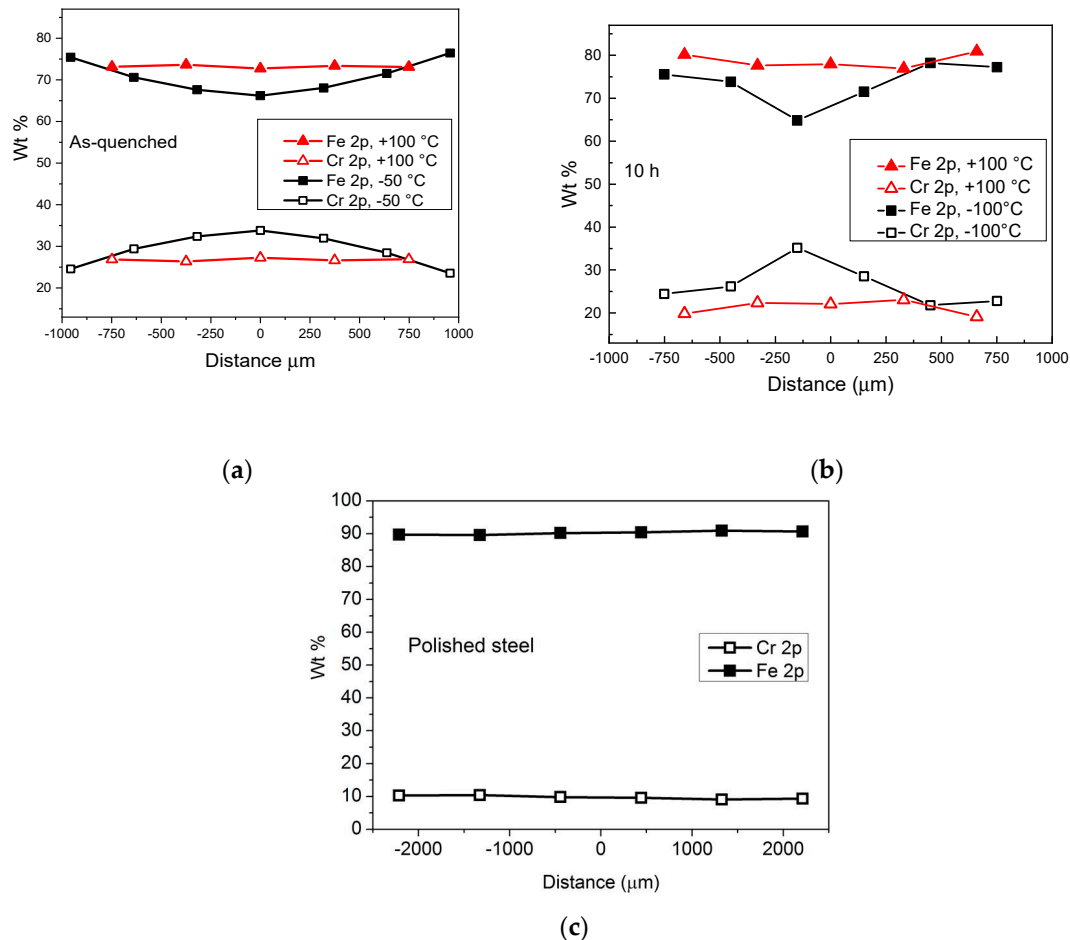 80
70
60
50
40
30
20
Wt %
As-quenched
Fe 2p, +100 °C
Cr 2p, +100 °C
Fe 2p, -50 °C
Cr 2p, -50 °C
-1000 -750 -500 -250 0 250 500 750 1000
Distance μm
(a)
90
80
70
60
50
40
30
20
Wt %
10 h
Fe 2p, +100 °C
Cr 2p, +100 °C
Fe 2p, -100°C
Cr 2p, -100°C
-1000 -750 -500 -250 0 250 500 750 1000
Distance (μm)
(b)
100
90
80
70
60
50
40
30
20
10
0
Wt %
Polished steel
Cr 2p
Fe 2p
-2000 -1000 0 1000 2000
Distance (μm)
(c)